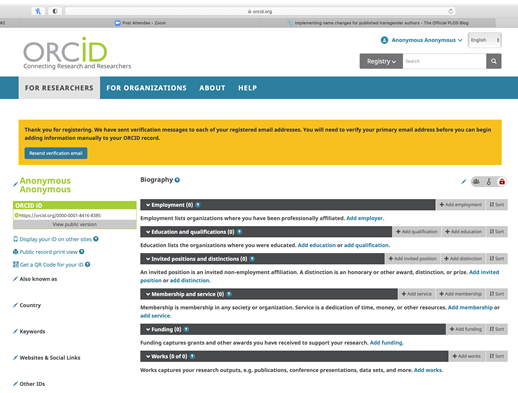 orcid.org
Post Attendee - Zoom
Implementing name changes for published transgender authors - The Official PLOS Blog
ORCID
Connecting Research and Researchers
Anonymous Anonymous
English
Registry
Search
FOR RESEARCHERS
FOR ORGANIZATIONS
ABOUT
HELP
Thank you for registering. We have sent verification messages to each of your registered email addresses. You will need to verify your primary email address before you can begin
adding information manually to your ORCID record.
Resend verification email
Anonymous
Anonymous
ORCID iD
iD https://orcid.org/0000-0001-8416-8385
View public version
Display your iD on other sites
Public record print view
Get a QR Code for your iD
Also known as
Country
Keywords
Websites & Social Links
Other IDs
Biography
Employment (0)
Add employment
Sort
Employment lists organizations where you have been professionally affiliated. Add employer.
Education and qualifications (0)
Add qualification
Add education
Sort
Education lists the organizations where you were educated. Add education or add qualification.
Invited positions and distinctions (0)
Add invited position
Add distinction
Sort
An invited position is an invited non-employment affiliation. A distinction is an honorary or other award, distinction, or prize. Add invited
position or add distinction.
Membership and service (0)
Add service
Add membership
Sort
Membership is membership in any society or organization. Service is a dedication of time, money, or other resources. Add membership or
add service.
Funding (0)
Add funding
Sort
Funding captures grants and other awards you have received to support your research. Add funding.
Works (0 of 0)
Add works
Sort
Works captures your research outputs, e.g. publications, conference presentations, data sets, and more. Add works.